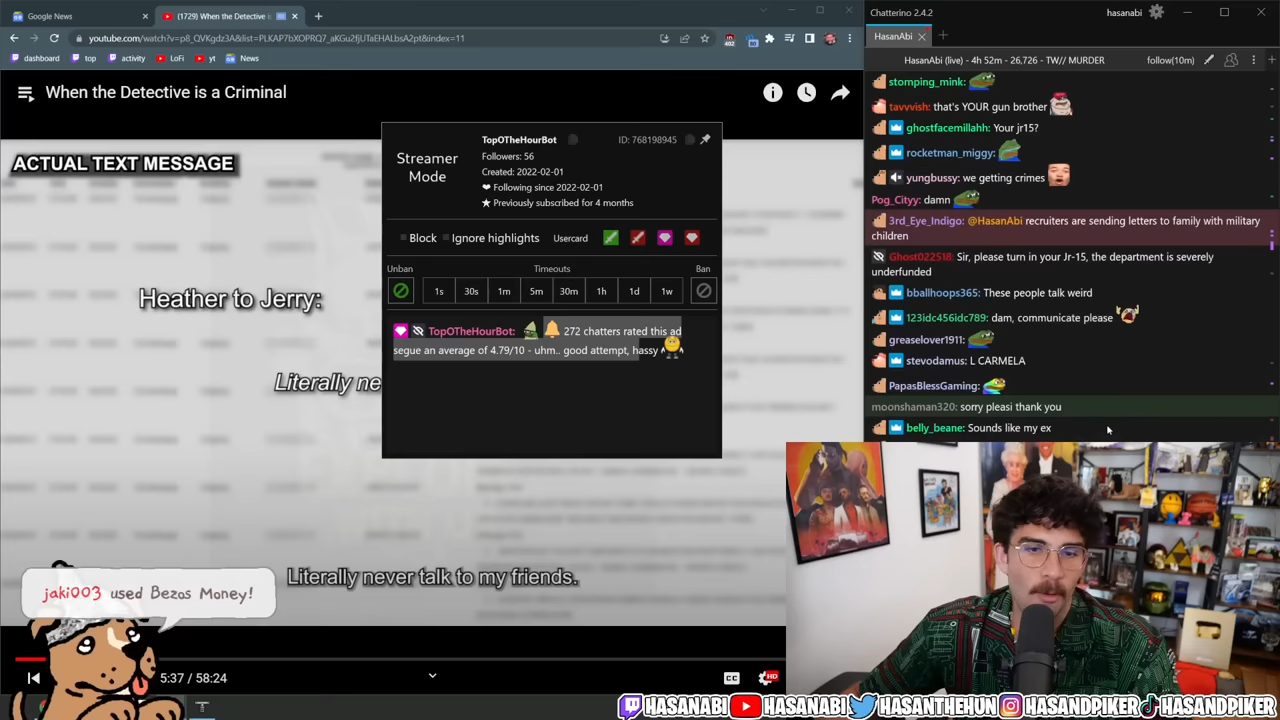 Google News
(1729) When the Detective is
youtube.com/watch?v=p8_QVKgdz3A&list=PLKAP7bXOPRQ7_aKGu2fjUTaEHALbsA2pt&index=11
402
dashboard
top
activity
LoFi
yt
News
When the Detective is a Criminal
ACTUAL TEXT MESSAGE
Heather to Jerry:
Literally ne
Literally never talk to my friends.
Streamer
Mode
TopOTheHourBot
ID: 768198945
Followers: 56
Created: 2022-02-01
Following since 2022-02-01
Previously subscribed for 4 months
Block
Ignore highlights
Usercard
Unban
Timeouts
Ban
1s
30s
1m
5m
30m
1h
1d
1w
TopOTheHourBot: 272 chatters rated this ad
segue an average of 4.79/10 - uhm.. good attempt, hassy
jaki003 used Bezos Money!
5:37 / 58:24
CC
HD
Chatterino 2.4.2
hasanabi
HasanAbi
HasanAbi (live) - 4h 52m - 26,726 - TW// MURDER
follow(10m)
stomping_mink:
tavvvish: that's YOUR gun brother
ghostfacemillahh: Your jr15?
rocketman_miggy:
yungbussy: we getting crimes
Pog_Cityy: damn
3rd_Eye_Indigo: @HasanAbi recruiters are sending letters to family with military
children
Ghost022518: Sir, please turn in your Jr-15, the department is severely
underfunded
bballhoops365: These people talk weird
123idc456idc789: dam, communicate please
greaselover1911:
stevodamus: L CARMELA
PapasBlessGaming:
moonshaman320: sorry pleasi thank you
belly_beane: Sounds like my ex
HASANABI
HASANABI
HASANTHEHUN
HASANDPIKER
HASANDPIKER